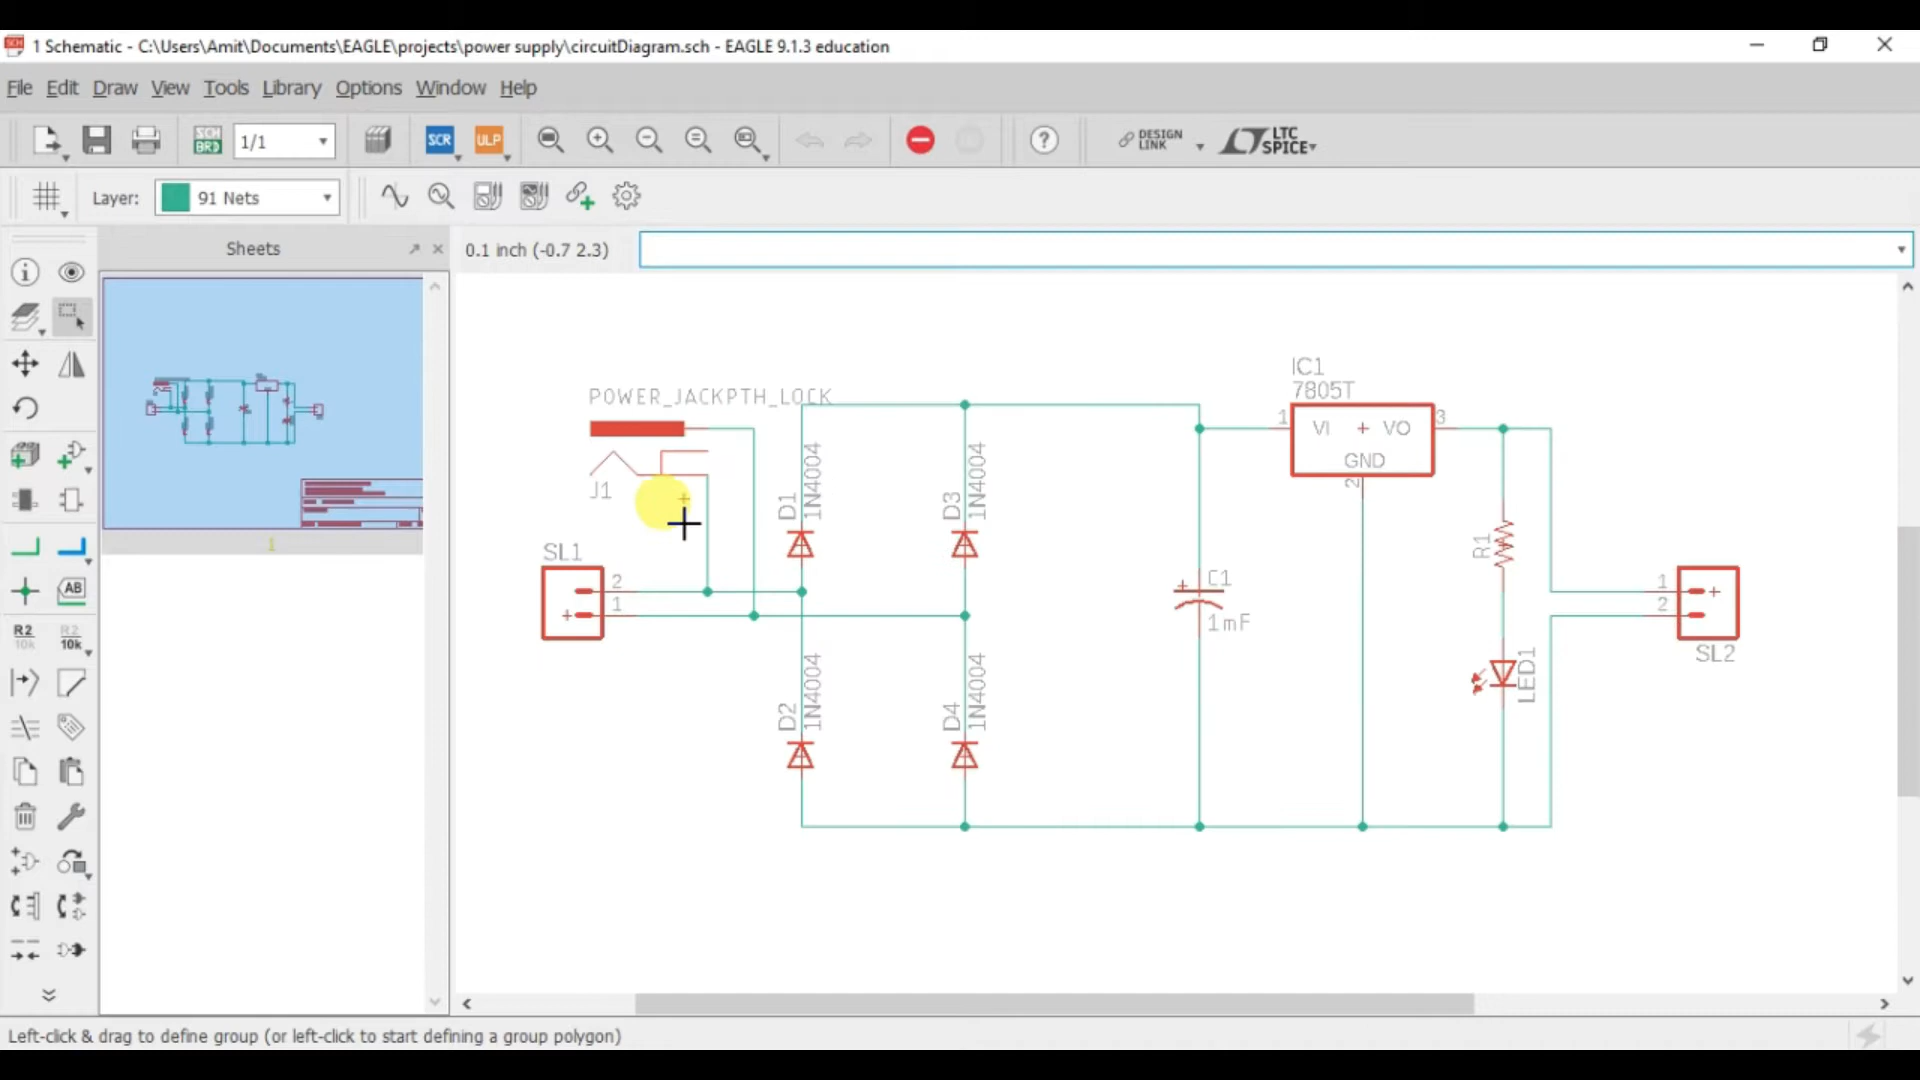 1 Schematic - C:\Users\Amit\Documents\EAGLE\projects\power supply\circuitDiagram.sch - EAGLE 9.1.3 education
File Edit Draw View Tools Library Options Window Help
SCH
BRD
1/1
SCR
ULP
DESIGN
LINK
LTC
SPICE
Layer: 91 Nets
Sheets
0.1 inch (-0.7 2.3)
1
AB
R2
10k
R2
10k
POWER_JACKPTH_LOCK
J1
SL1
2
1
+
D1
1N4004
D3
1N4004
D2
1N4004
D4
1N4004
+
C1
1mF
IC1
7805T
1
VI + VO
3
GND
2
R1
LED1
1
2
+
SL2
Left-click & drag to define group (or left-click to start defining a group polygon)